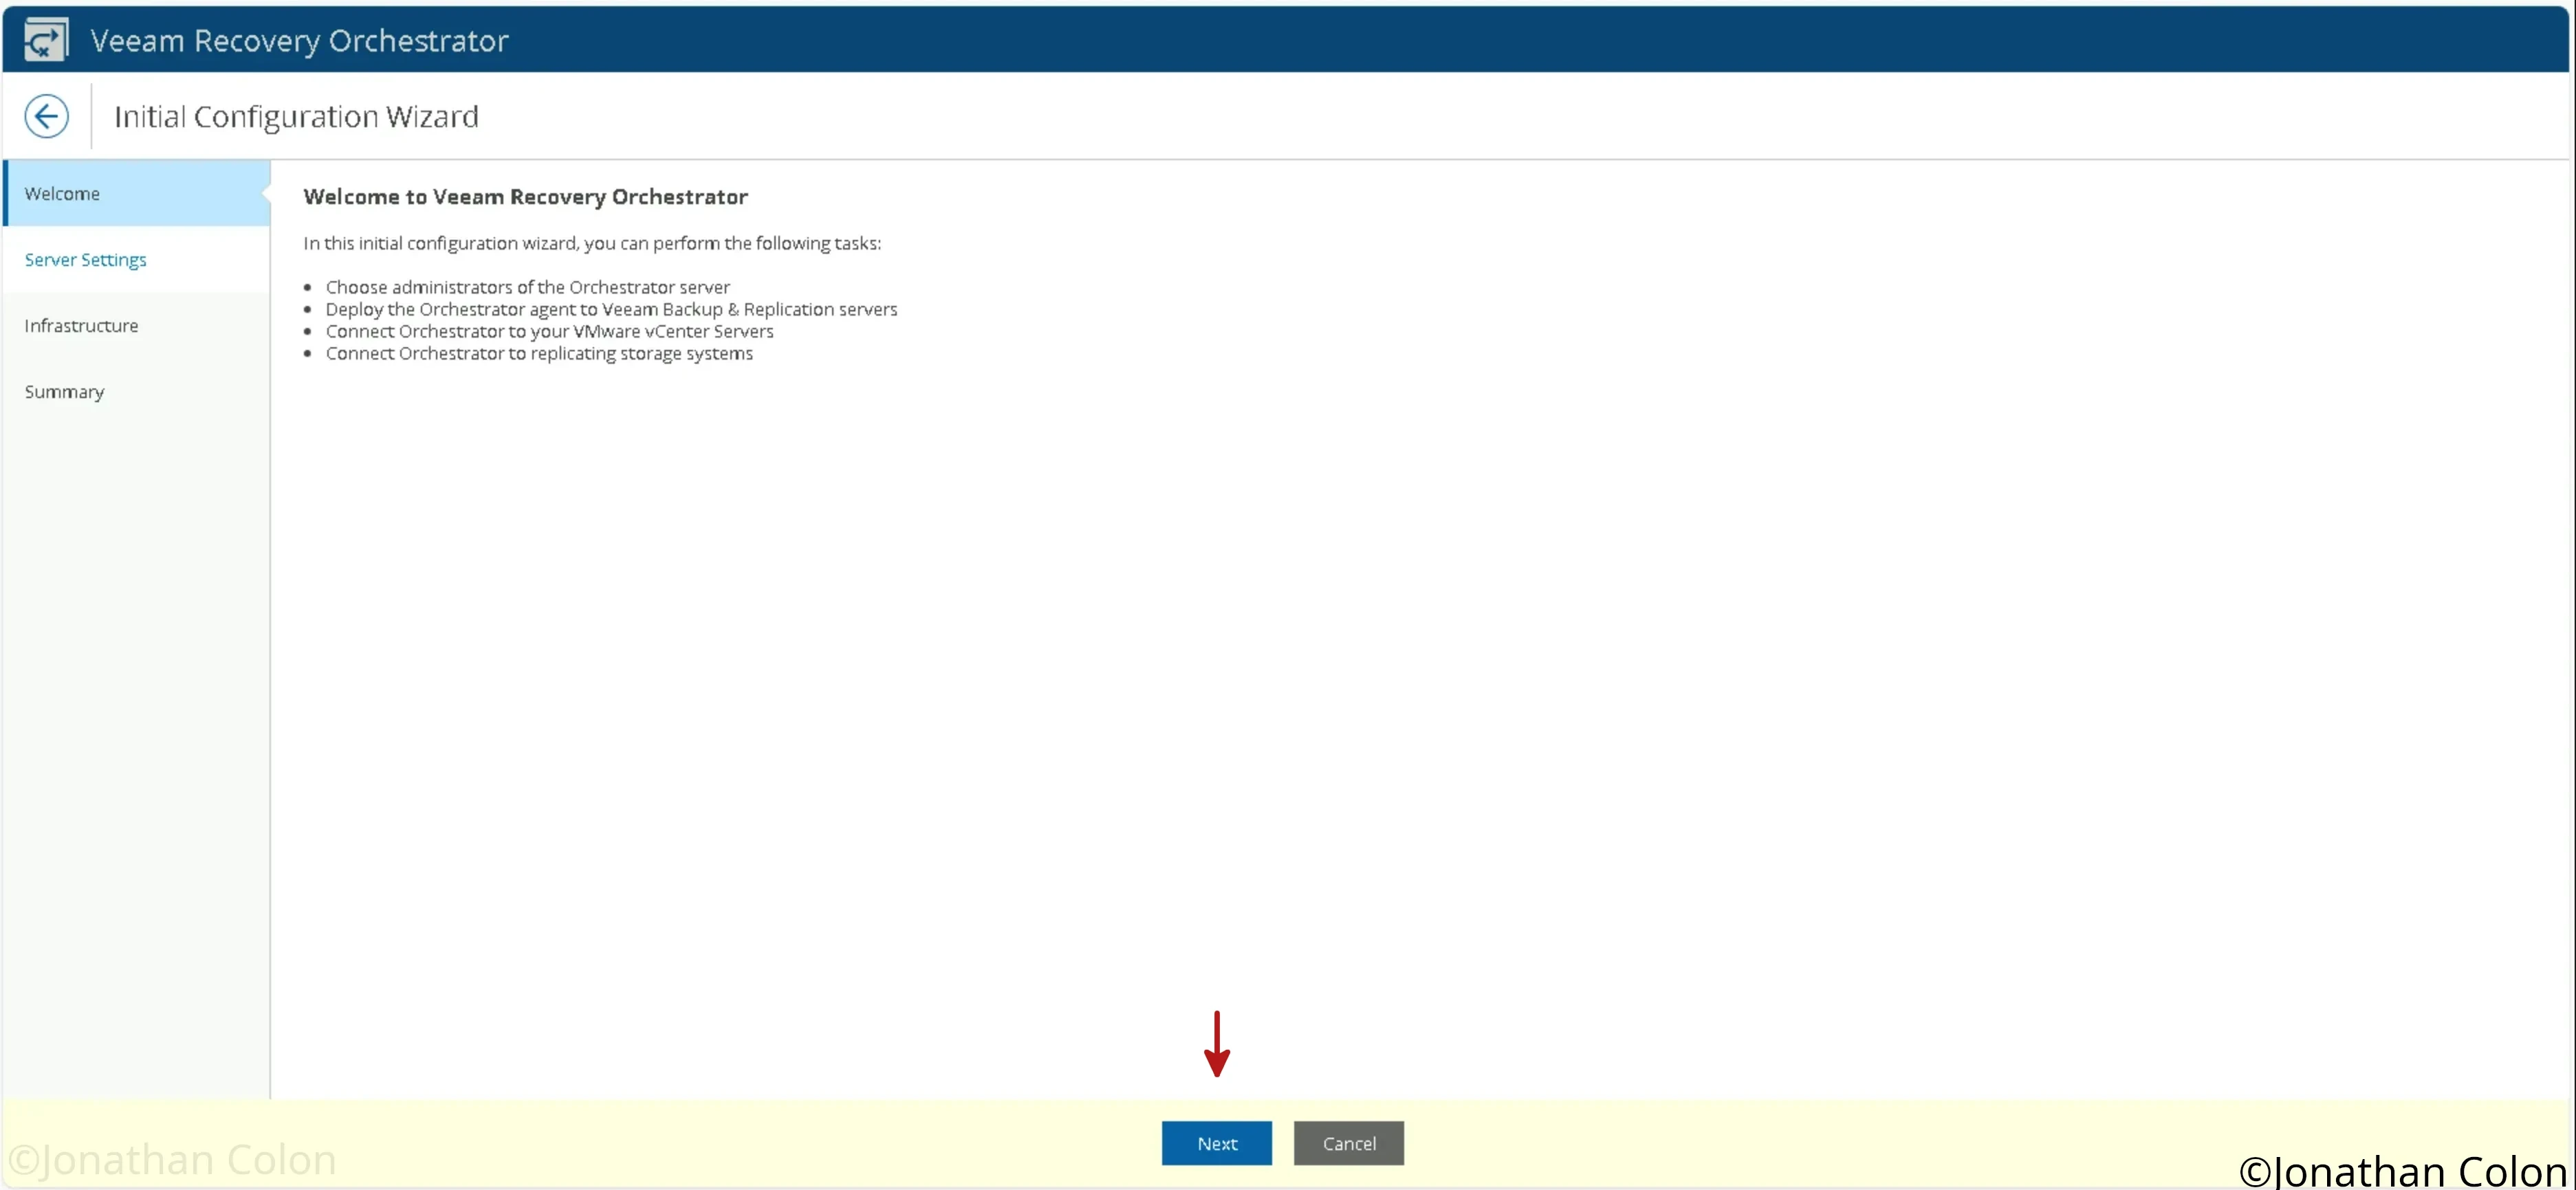 Veeam Recovery Orchestrator
Initial Configuration Wizard
Welcome
Server Settings
Infrastructure
Summary
Welcome to Veeam Recovery Orchestrator
In this initial configuration wizard, you can perform the following tasks:
• Choose administrators of the Orchestrator server
• Deploy the Orchestrator agent to Veeam Backup & Replication servers
• Connect Orchestrator to your VMware vCenter Servers
• Connect Orchestrator to replicating storage systems
Next
Cancel
©Jonathan Colon
©Jonathan Colon